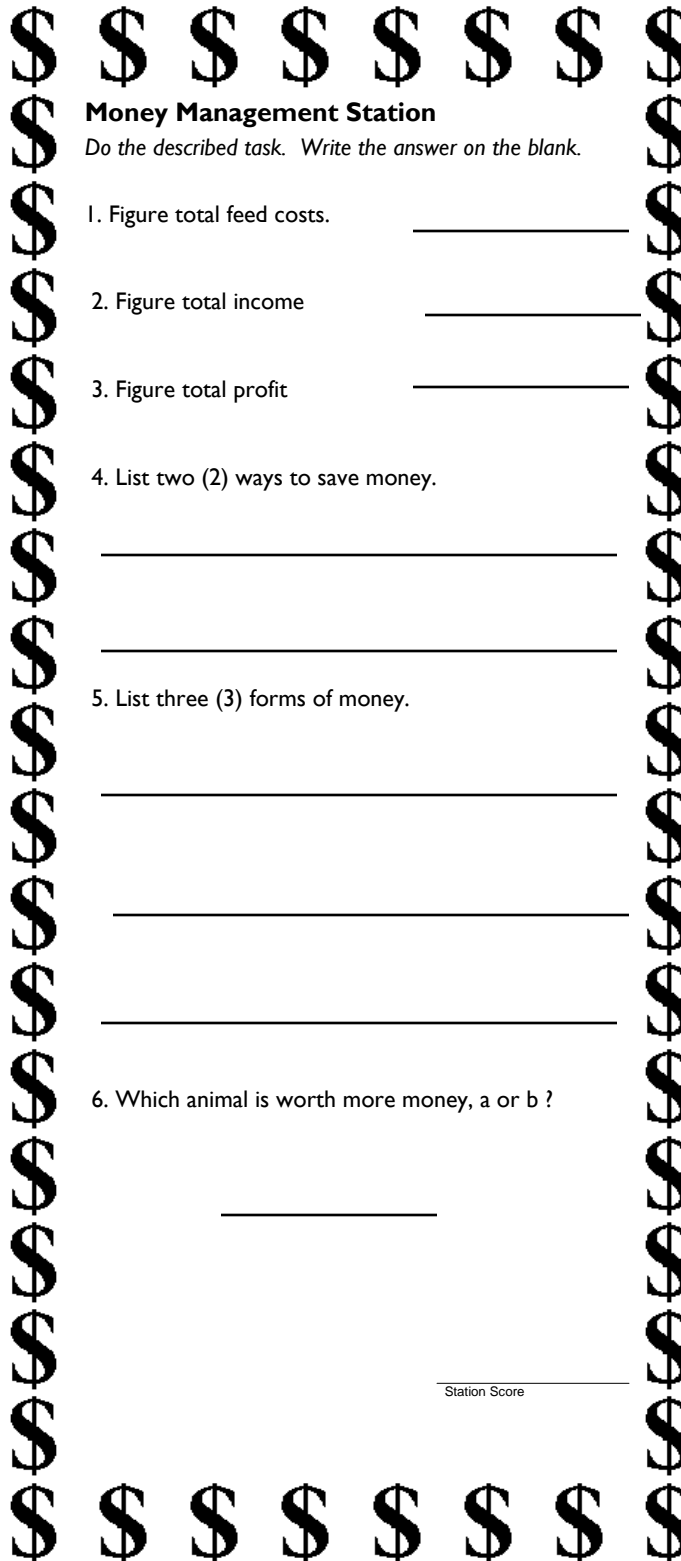 $ $ $ $ $ $ $ $
Money Management Station
Do the described task. Write the answer on the blank.
1. Figure total feed costs.
2. Figure total income
3. Figure total profit
4. List two (2) ways to save money.
5. List three (3) forms of money.
6. Which animal is worth more money, a or b ?
Station Score
$ $ $ $ $ $ $ $